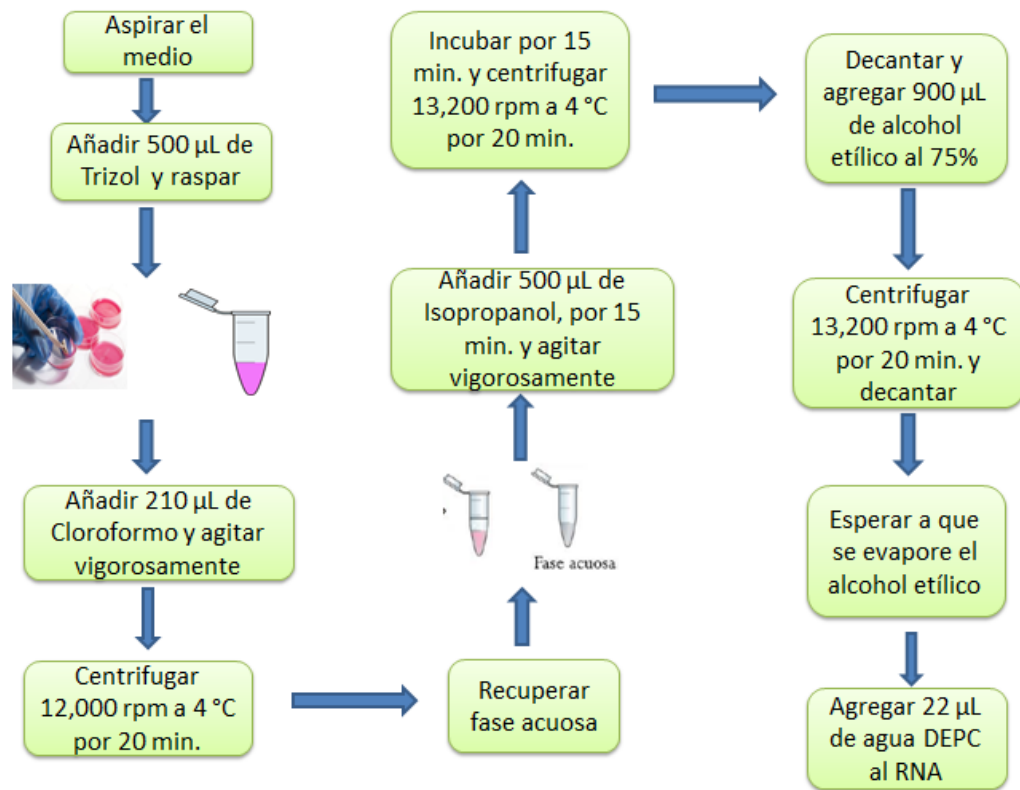 Aspirar el
medio
Añadir 500 µL de
Trizol y raspar
Añadir 210 µL de
Cloroformo y agitar
vigorosamente
Centrifugar
12,000 rpm a 4 °C
por 20 min.
Recuperar
fase acuosa
Fase acuosa
Añadir 500 µL de
Isopropanol, por 15
min. y agitar
vigorosamente
Incubar por 15
min. y centrifugar
13,200 rpm a 4 °C
por 20 min.
Decantar y
agregar 900 µL
de alcohol
etílico al 75%
Centrifugar
13,200 rpm a 4 °C
por 20 min. y
decantar
Esperar a que
se evapore el
alcohol etílico
Agregar 22 µL
de agua DEPC
al RNA